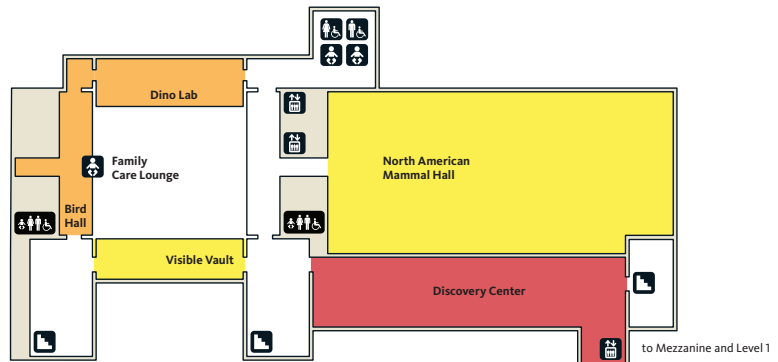 Dino Lab
Family
Care Lounge
North American
Mammal Hall
Bird
Hall
Visible Vault
Discovery Center
to Mezzanine and Level 1